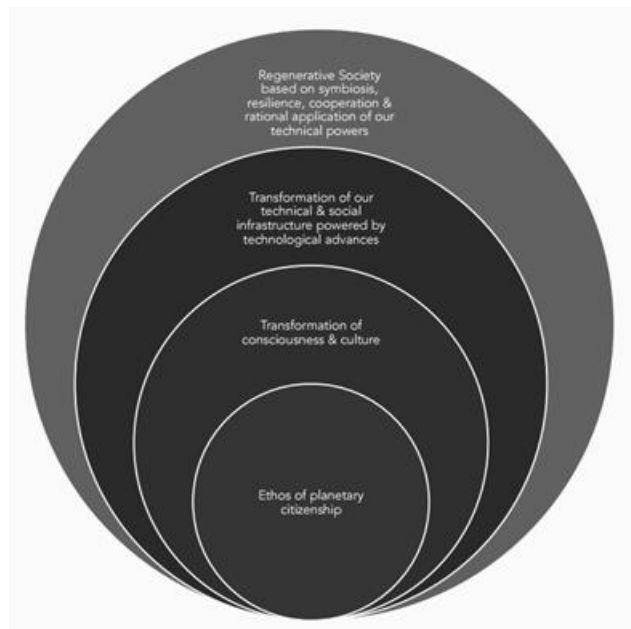 Regenerative Society
based on symbiosis,
resilience, cooperation &
rational application of our
technical powers
Transformation of our
technical & social
infrastructure powered by
technological advances
Transformation of
consciousness & culture
Ethos of planetary
citizenship